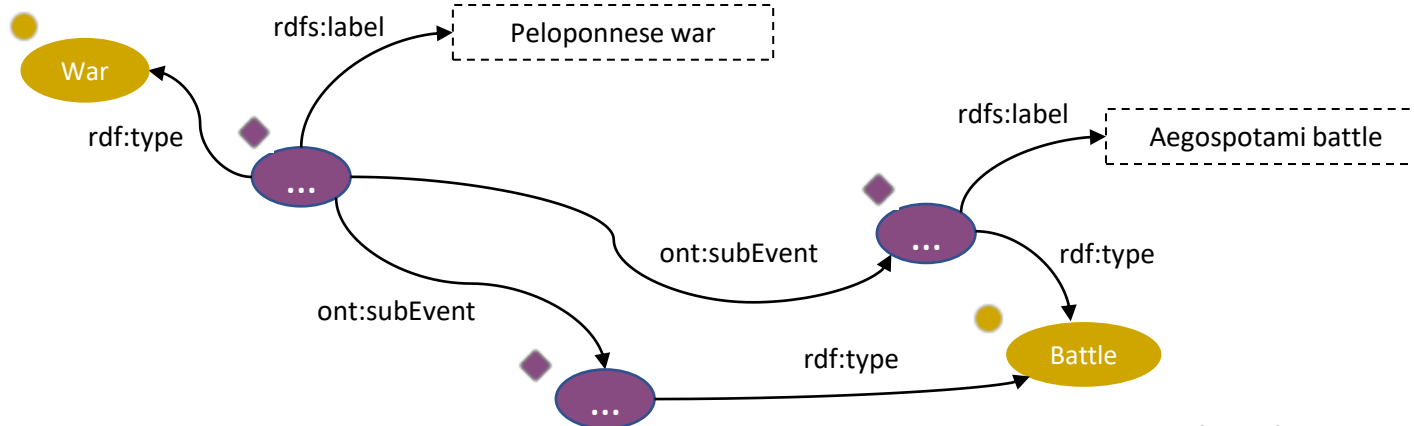 rdfs:label
Peloponnese war
War
rdf:type
...
rdfs:label
Aegospotami battle
...
ont:subEvent
rdf:type
ont:subEvent
Battle
rdf:type
...